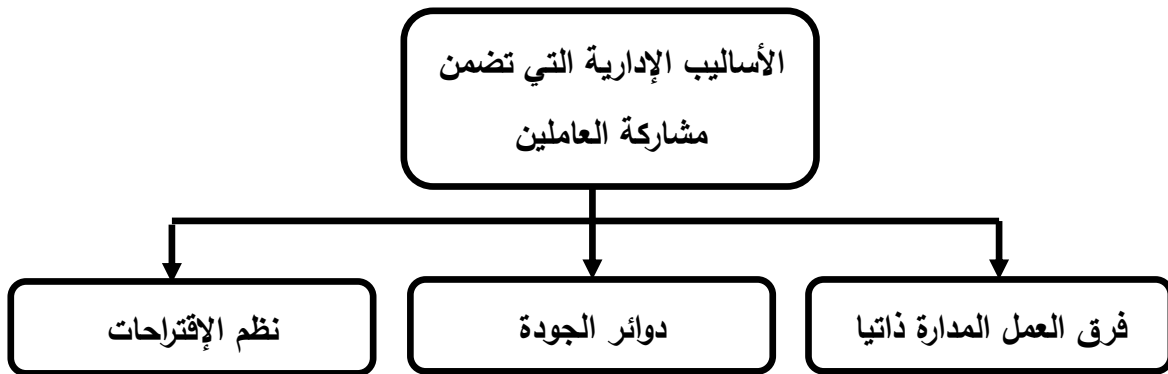 الأساليب الإدارية التي تضمن
مشاركة العاملين
فرق العمل المدارة ذاتيا
دوائر الجودة
نظم الإقتراحات